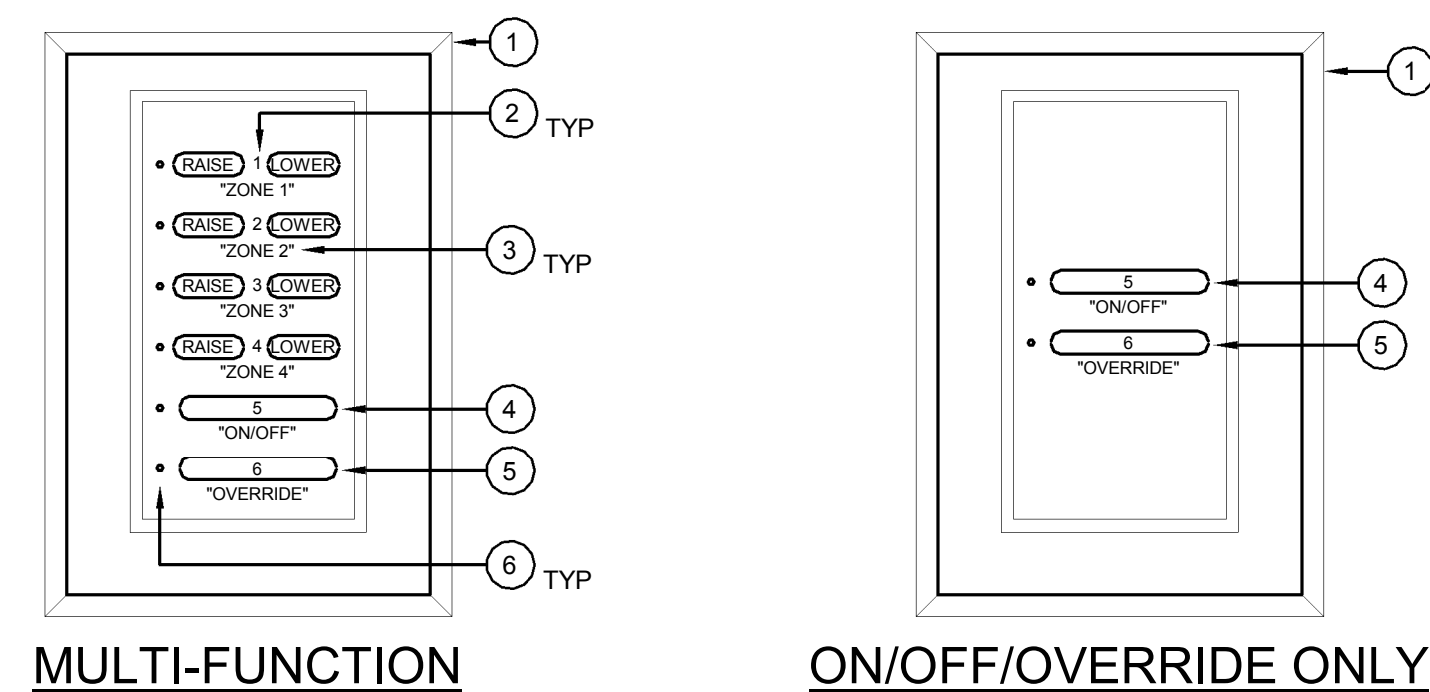 1
2 TYP
RAISE 1 LOWER
"ZONE 1"
RAISE 2 LOWER
"ZONE 2"
3 TYP
RAISE 3 LOWER
"ZONE 3"
RAISE 4 LOWER
"ZONE 4"
5
"ON/OFF"
4
6
"OVERRIDE"
5
6 TYP
MULTI-FUNCTION
1
5
"ON/OFF"
4
6
"OVERRIDE"
5
ON/OFF/OVERRIDE ONLY